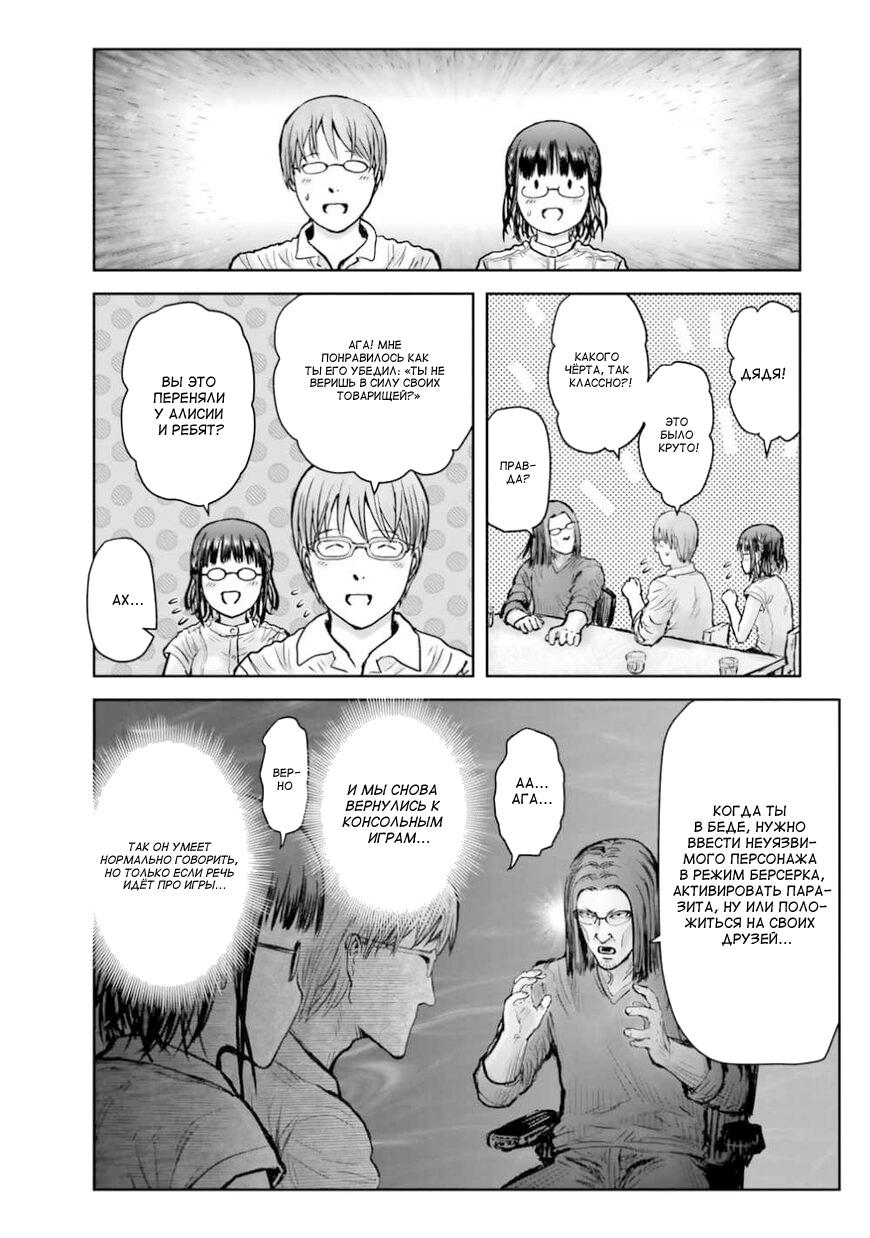 ДЯДЯ!
КАКОГО
ЧЁРТА, ТАК
КЛАССНО?!
ЭТО
БЫЛО
КРУТО!
ПРАВ-
ДА?
АГА! МНЕ
ПОНРАВИЛОСЬ КАК
ТЫ ЕГО УБЕДИЛ: «ТЫ НЕ
ВЕРИШЬ В СИЛУ СВОИХ
ТОВАРИЩЕЙ?»
ВЫ ЭТО
ПЕРЕНЯЛИ
У АЛИСИИ
И РЕБЯТ?
АХ...
КОГДА ТЫ
В БЕДЕ, НУЖНО
ВВЕСТИ НЕУЯЗВИ-
МОГО ПЕРСОНАЖА
В РЕЖИМ БЕРСЕРКА,
АКТИВИРОВАТЬ ПАРА-
ЗИТА, НУ ИЛИ ПОЛО-
ЖИТЬСЯ НА СВОИХ
ДРУЗЕЙ...
АА...
АГА...
И МЫ СНОВА
ВЕРНУЛИСЬ К
КОНСОЛЬНЫМ
ИГРАМ...
ВЕР-
НО
ТАК ОН УМЕЕТ
НОРМАЛЬНО ГОВОРИТЬ,
НО ТОЛЬКО ЕСЛИ РЕЧЬ
ИДЁТ ПРО ИГРЫ...